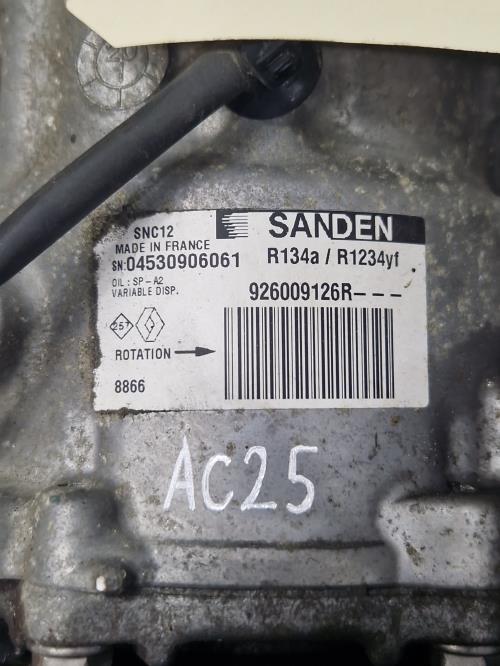 SNC12
MADE IN FRANCE
SN:04530906061
OIL : SP-A2
VARIABLE DISP.
SANDEN
R134a / R1234yf
926009126R---
257
ROTATION
8866
AC25